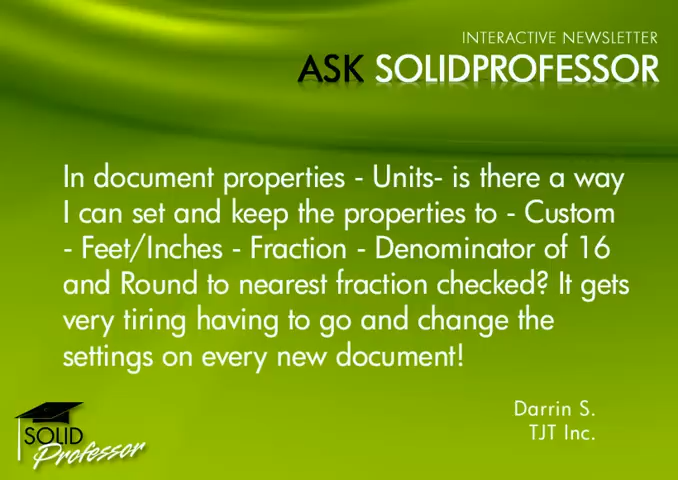 INTERACTIVE NEWSLETTER
ASK SOLIDPROFESSOR
In document properties - Units- is there a way
I can set and keep the properties to - Custom
- Feet/Inches - Fraction - Denominator of 16
and Round to nearest fraction checked? It gets
very tiring having to go and change the
settings on every new document!
Darrin S.
TJT Inc.
SOLID
Professor